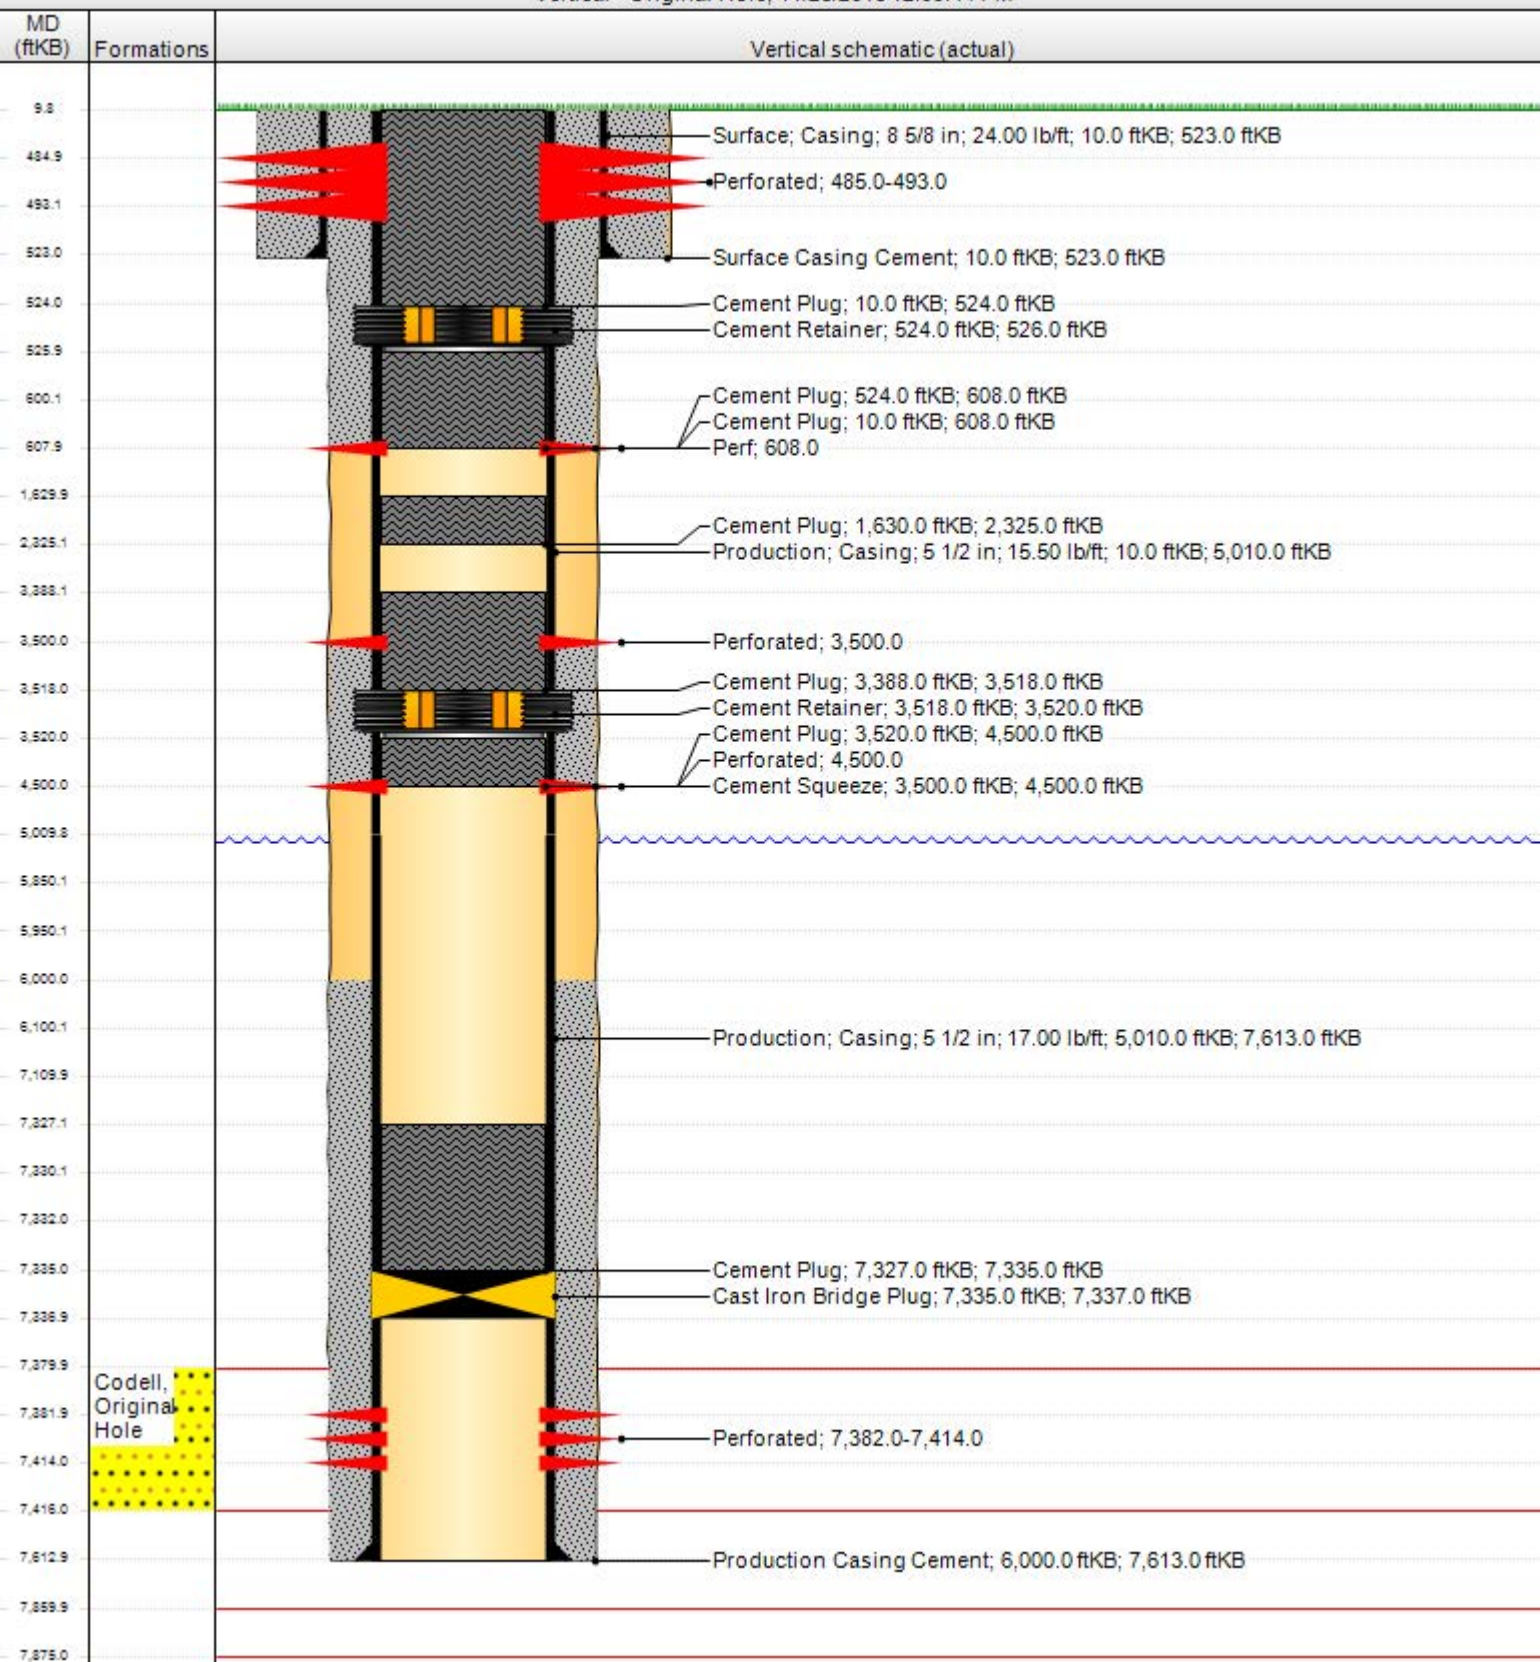 MD
(ftKB)
Formations
Vertical schematic (actual)
9.8
484.9
493.1
523.0
524.0
525.9
600.1
607.9
1,629.9
2,325.1
3,388.1
3,500.0
3,518.0
3,520.0
4,500.0
5,009.8
5,850.1
5,950.1
6,000.0
6,100.1
7,109.9
7,327.1
7,330.1
7,332.0
7,335.0
7,336.9
7,379.9
7,381.9
7,414.0
7,416.0
7,612.9
7,859.9
7,875.0
Codell,
Original
Hole
Surface; Casing; 8 5/8 in; 24.00 lb/ft; 10.0 ftKB; 523.0 ftKB
Perforated; 485.0-493.0
Surface Casing Cement; 10.0 ftKB; 523.0 ftKB
Cement Plug; 10.0 ftKB; 524.0 ftKB
Cement Retainer; 524.0 ftKB; 526.0 ftKB
Cement Plug; 524.0 ftKB; 608.0 ftKB
Cement Plug; 10.0 ftKB; 608.0 ftKB
Perf; 608.0
Cement Plug; 1,630.0 ftKB; 2,325.0 ftKB
Production; Casing; 5 1/2 in; 15.50 lb/ft; 10.0 ftKB; 5,010.0 ftKB
Perforated; 3,500.0
Cement Plug; 3,388.0 ftKB; 3,518.0 ftKB
Cement Retainer; 3,518.0 ftKB; 3,520.0 ftKB
Cement Plug; 3,520.0 ftKB; 4,500.0 ftKB
Perforated; 4,500.0
Cement Squeeze; 3,500.0 ftKB; 4,500.0 ftKB
Production; Casing; 5 1/2 in; 17.00 lb/ft; 5,010.0 ftKB; 7,613.0 ftKB
Cement Plug; 7,327.0 ftKB; 7,335.0 ftKB
Cast Iron Bridge Plug; 7,335.0 ftKB; 7,337.0 ftKB
Perforated; 7,382.0-7,414.0
Production Casing Cement; 6,000.0 ftKB; 7,613.0 ftKB